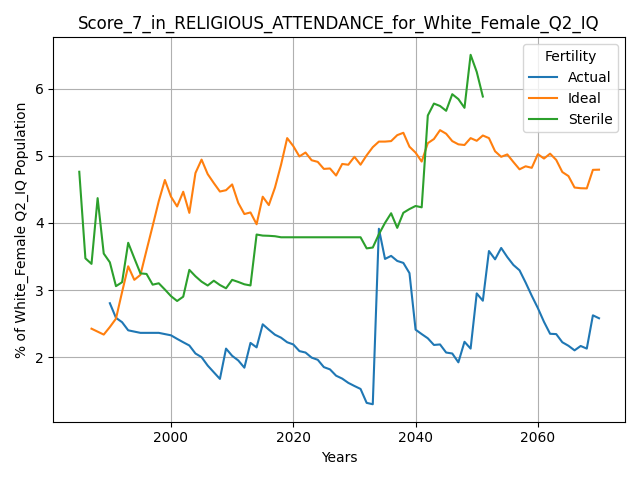 Score_7_in_RELIGIOUS_ATTENDANCE_for_White_Female_Q2_IQ
% of White_Female Q2_IQ Population
6
5
4
3
2
Fertility
Actual
Ideal
Sterile
2000
2020
2040
2060
Years